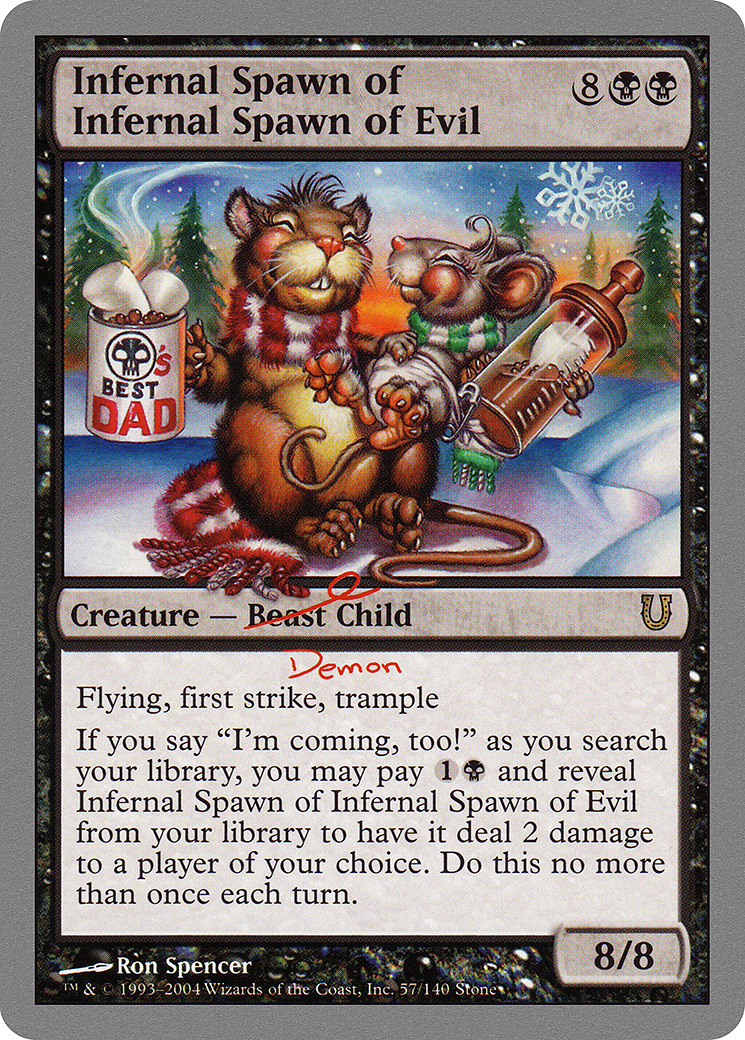 Infernal Spawn of
Infernal Spawn of Evil
8
'S
BEST
DAD
Creature — Beast Child
Demon
Flying, first strike, trample
If you say “I'm coming, too!” as you search
your library, you may pay 1 and reveal
Infernal Spawn of Infernal Spawn of Evil
from your library to have it deal 2 damage
to a player of your choice. Do this no more
than once each turn.
8/8
Ron Spencer
™ & © 1993–2004 Wizards of the Coast, Inc. 57/140 Stone